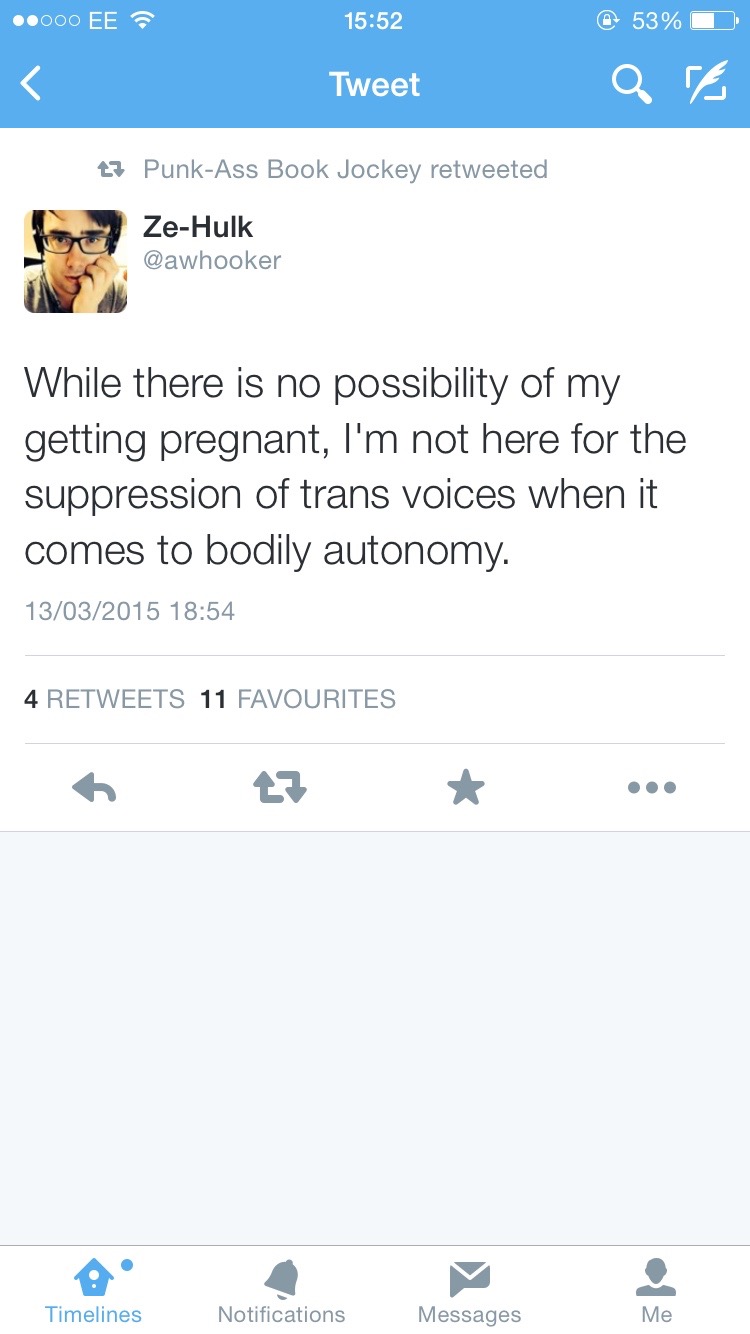 EE 15:52 53%
Tweet
Punk-Ass Book Jockey retweeted
Ze-Hulk
@awhooker
While there is no possibility of my
getting pregnant, I'm not here for the
suppression of trans voices when it
comes to bodily autonomy.
13/03/2015 18:54
4 RETWEETS 11 FAVOURITES
Timelines Notifications Messages Me